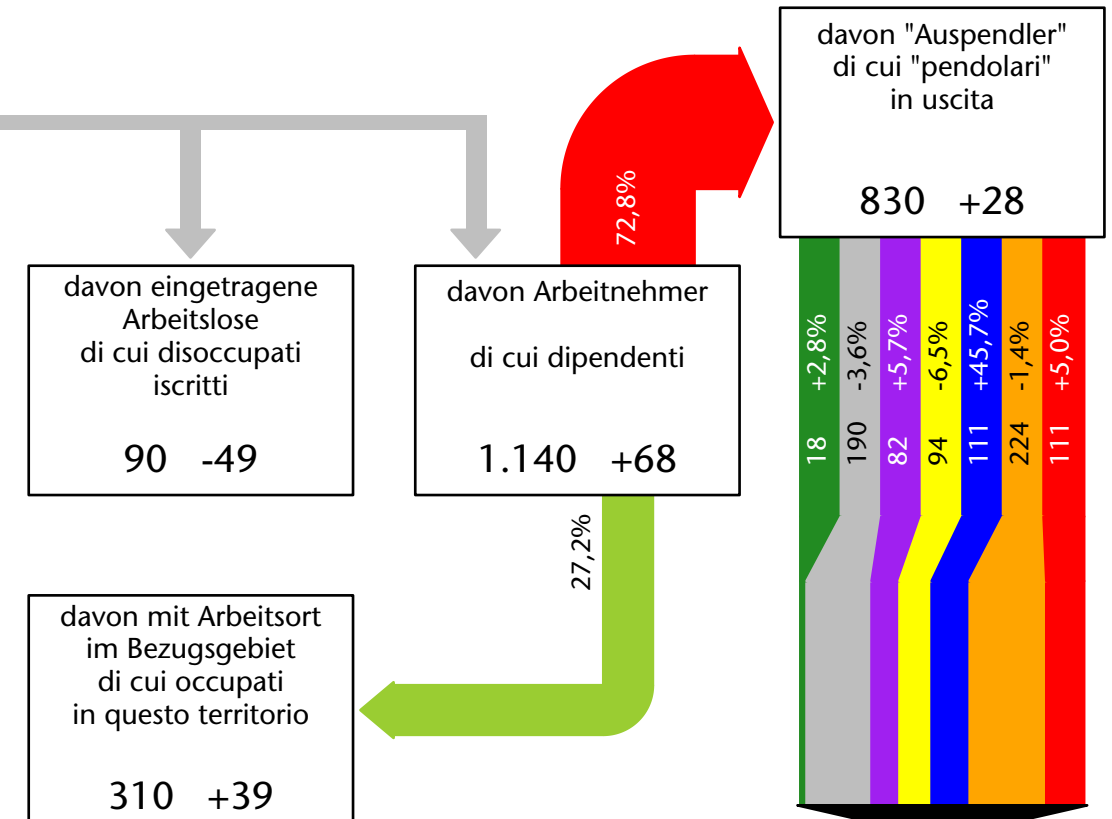 davon "Auspendler"
di cui "pendolari"
in uscita
830 +28
72,8%
davon eingetragene
Arbeitslose
di cui disoccupati
iscritti
90 -49
davon Arbeitnehmer
di cui dipendenti
1.140 +68
18 +2,8%
190 -3,6%
82 +5,7%
94 -6,5%
111 +45,7%
224 -1,4%
111 +5,0%
27,2%
davon mit Arbeitsort
im Bezugsgebiet
di cui occupati
in questo territorio
310 +39